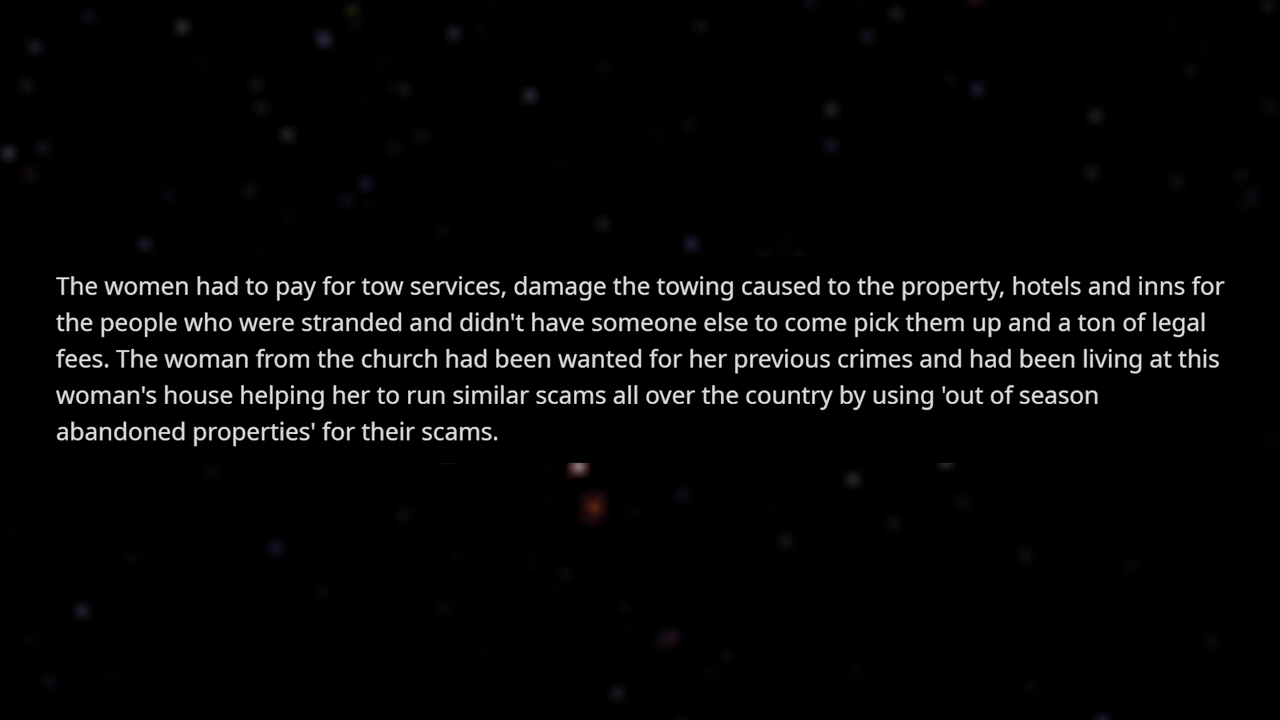 The women had to pay for tow services, damage the towing caused to the property, hotels and inns for
the people who were stranded and didn't have someone else to come pick them up and a ton of legal
fees. The woman from the church had been wanted for her previous crimes and had been living at this
woman's house helping her to run similar scams all over the country by using 'out of season
abandoned properties' for their scams.